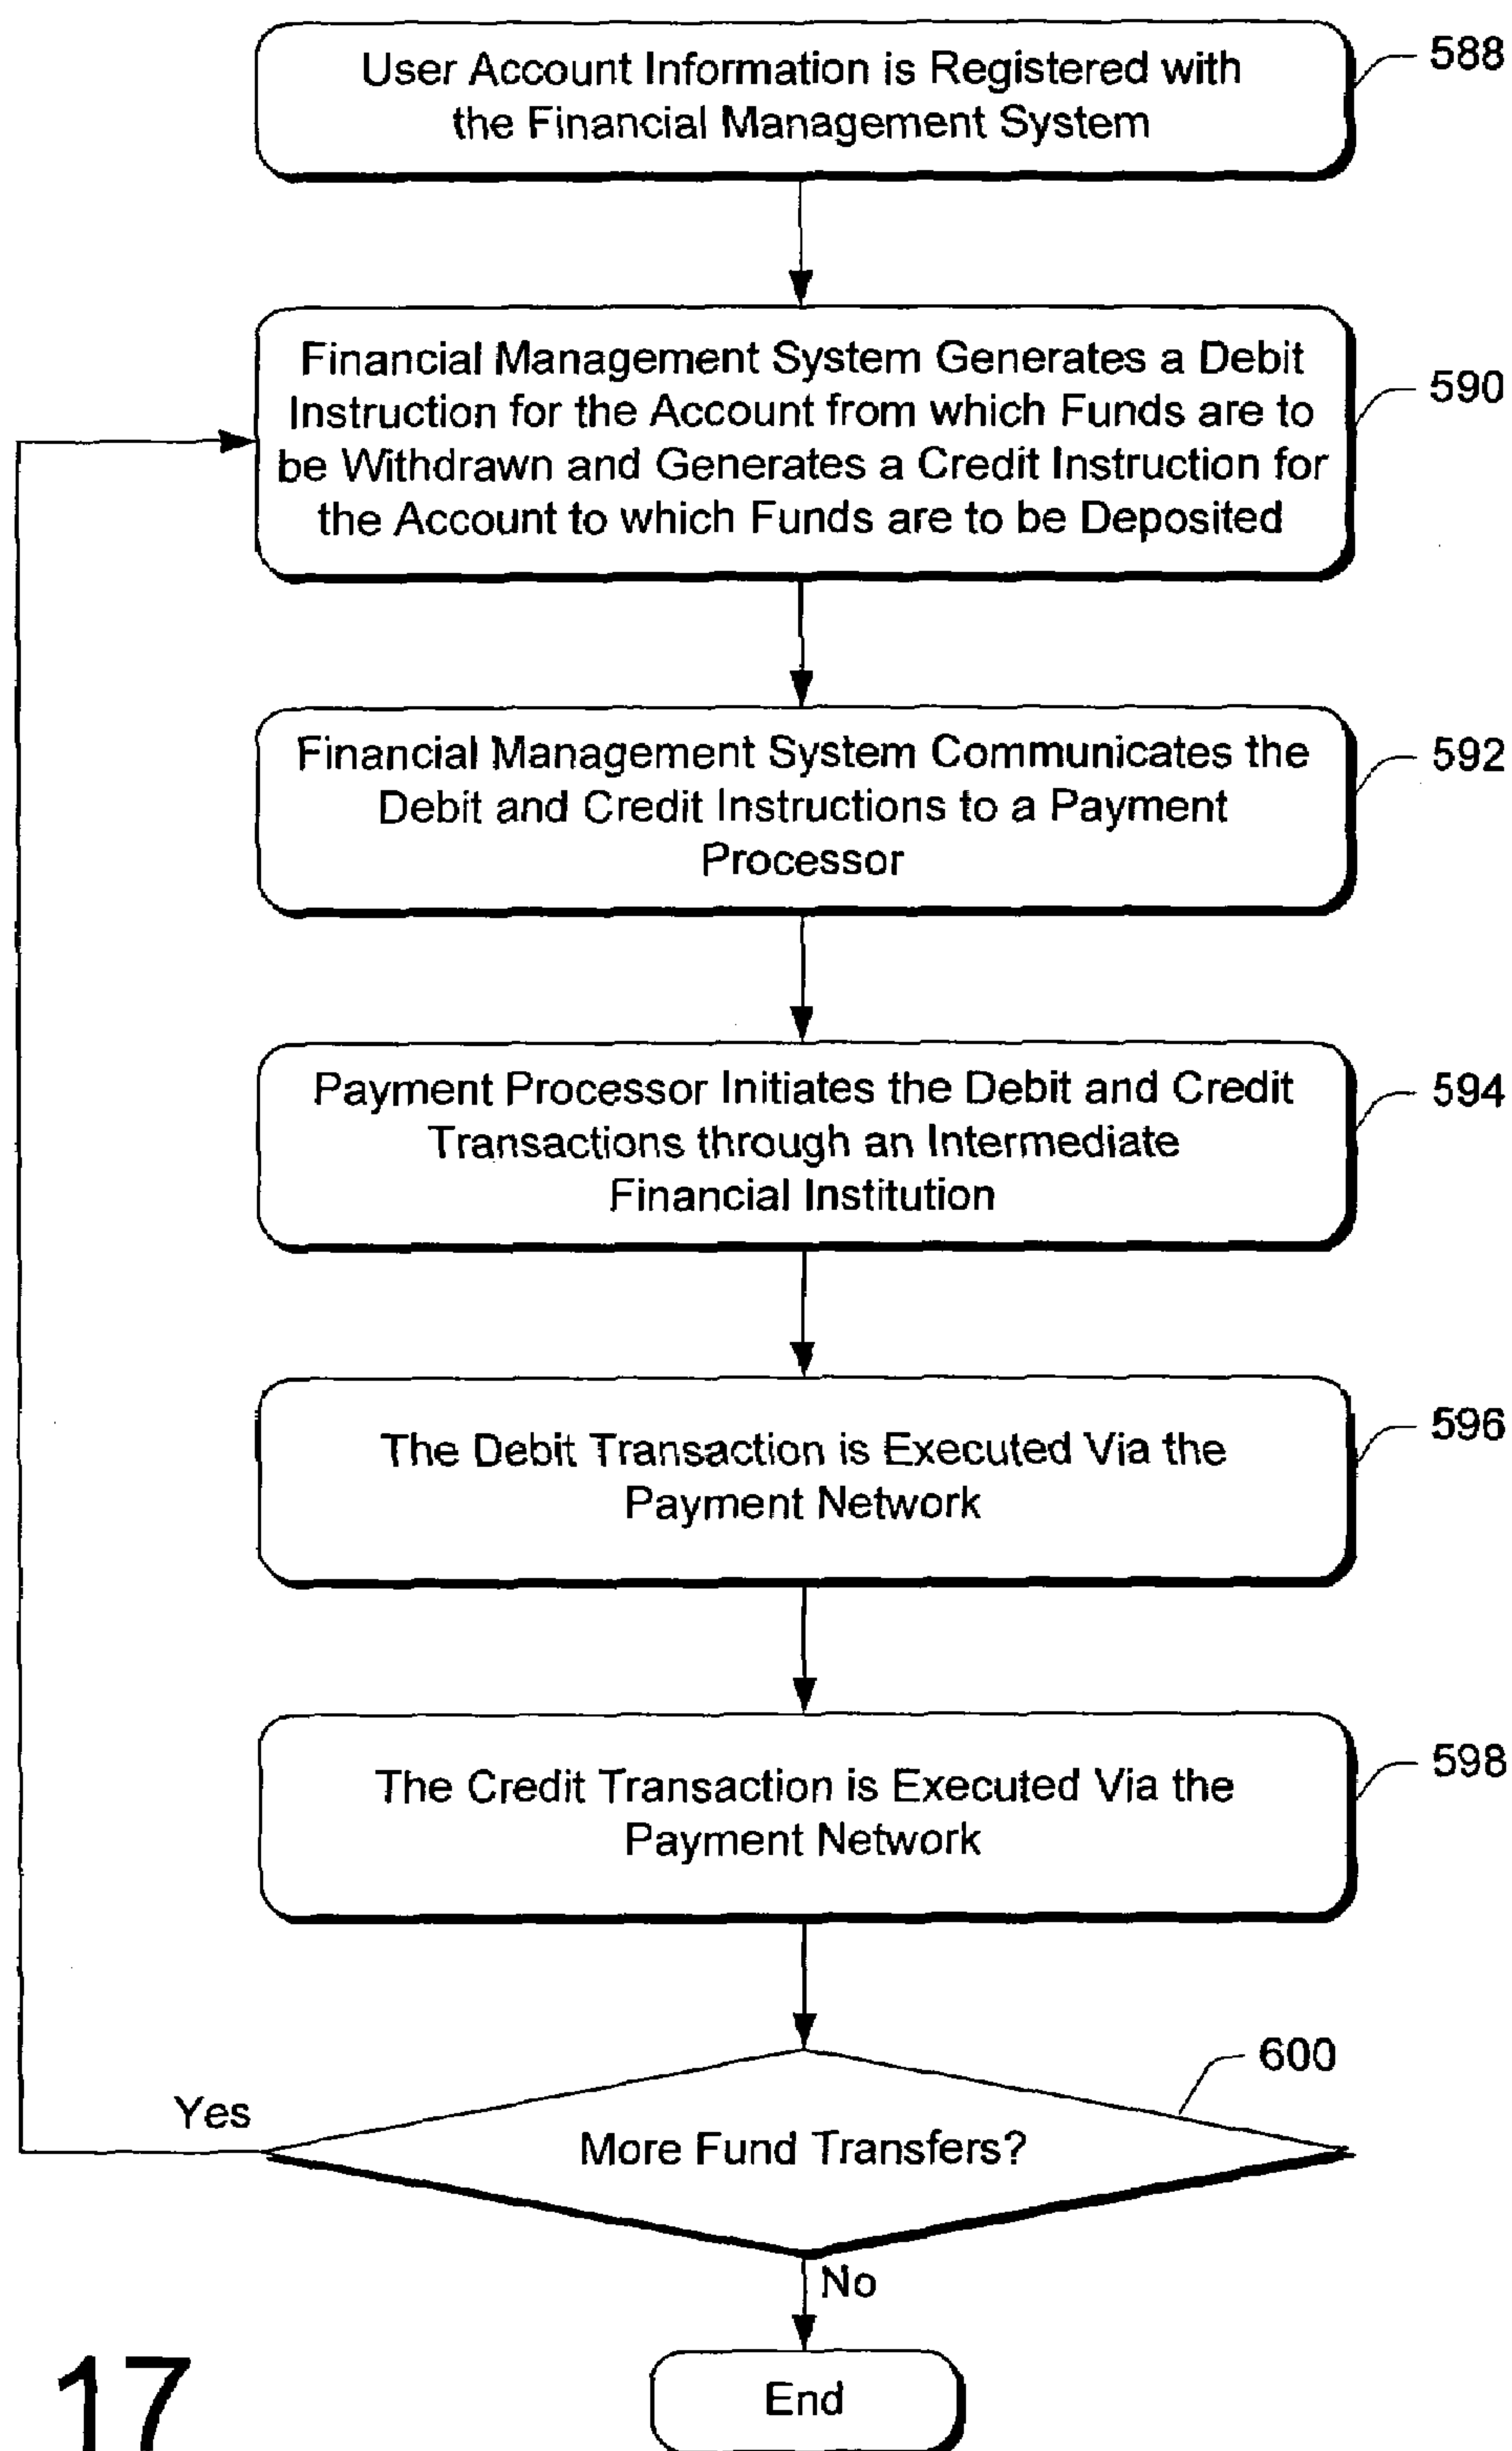 User Account Information is Registered with
the Financial Management System
588
Financial Management System Generates a Debit
Instruction for the Account from which Funds are to
be Withdrawn and Generates a Credit Instruction for
the Account to which Funds are to be Deposited
590
Financial Management System Communicates the
Debit and Credit Instructions to a Payment
Processor
592
Payment Processor Initiates the Debit and Credit
Transactions through an Intermediate
Financial Institution
594
The Debit Transaction is Executed Via the
Payment Network
596
The Credit Transaction is Executed Via the
Payment Network
598
600
Yes
More Fund Transfers?
No
End
17